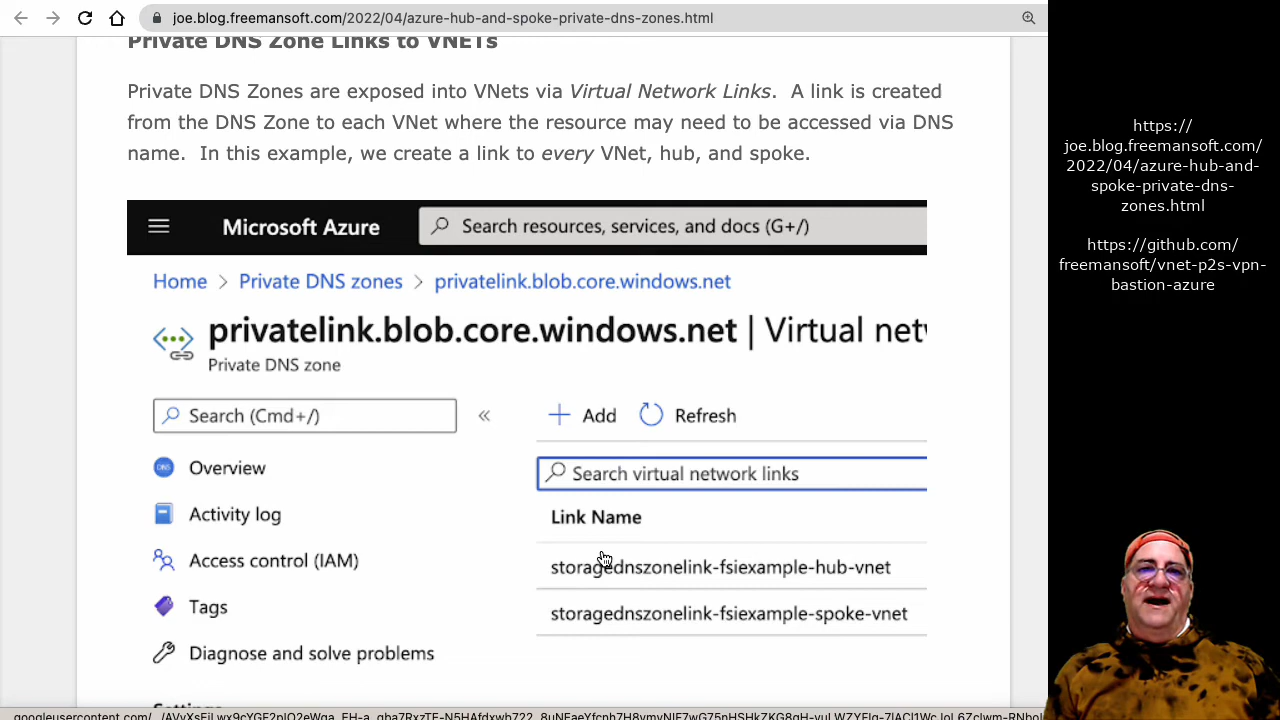 joe.blog.freemansoft.com/2022/04/azure-hub-and-spoke-private-dns-zones.html
Private DNS Zone Links to VNETs
Private DNS Zones are exposed into VNets via Virtual Network Links. A link is created
from the DNS Zone to each VNet where the resource may need to be accessed via DNS
name. In this example, we create a link to every VNet, hub, and spoke.
Microsoft Azure
Search resources, services, and docs (G+/)
Home > Private DNS zones > privatelink.blob.core.windows.net
privatelink.blob.core.windows.net | Virtual netv
Private DNS zone
Search (Cmd+/)
«
+ Add
Refresh
Overview
Activity log
Access control (IAM)
Tags
Diagnose and solve problems
Search virtual network links
Link Name
storagednszonelink-fsiexample-hub-vnet
storagednszonelink-fsiexample-spoke-vnet
https://
joe.blog.freemansoft.com/
2022/04/azure-hub-and-
spoke-private-dns-
zones.html
https://github.com/
freemansoft/vnet-p2s-vpn-
bastion-azure